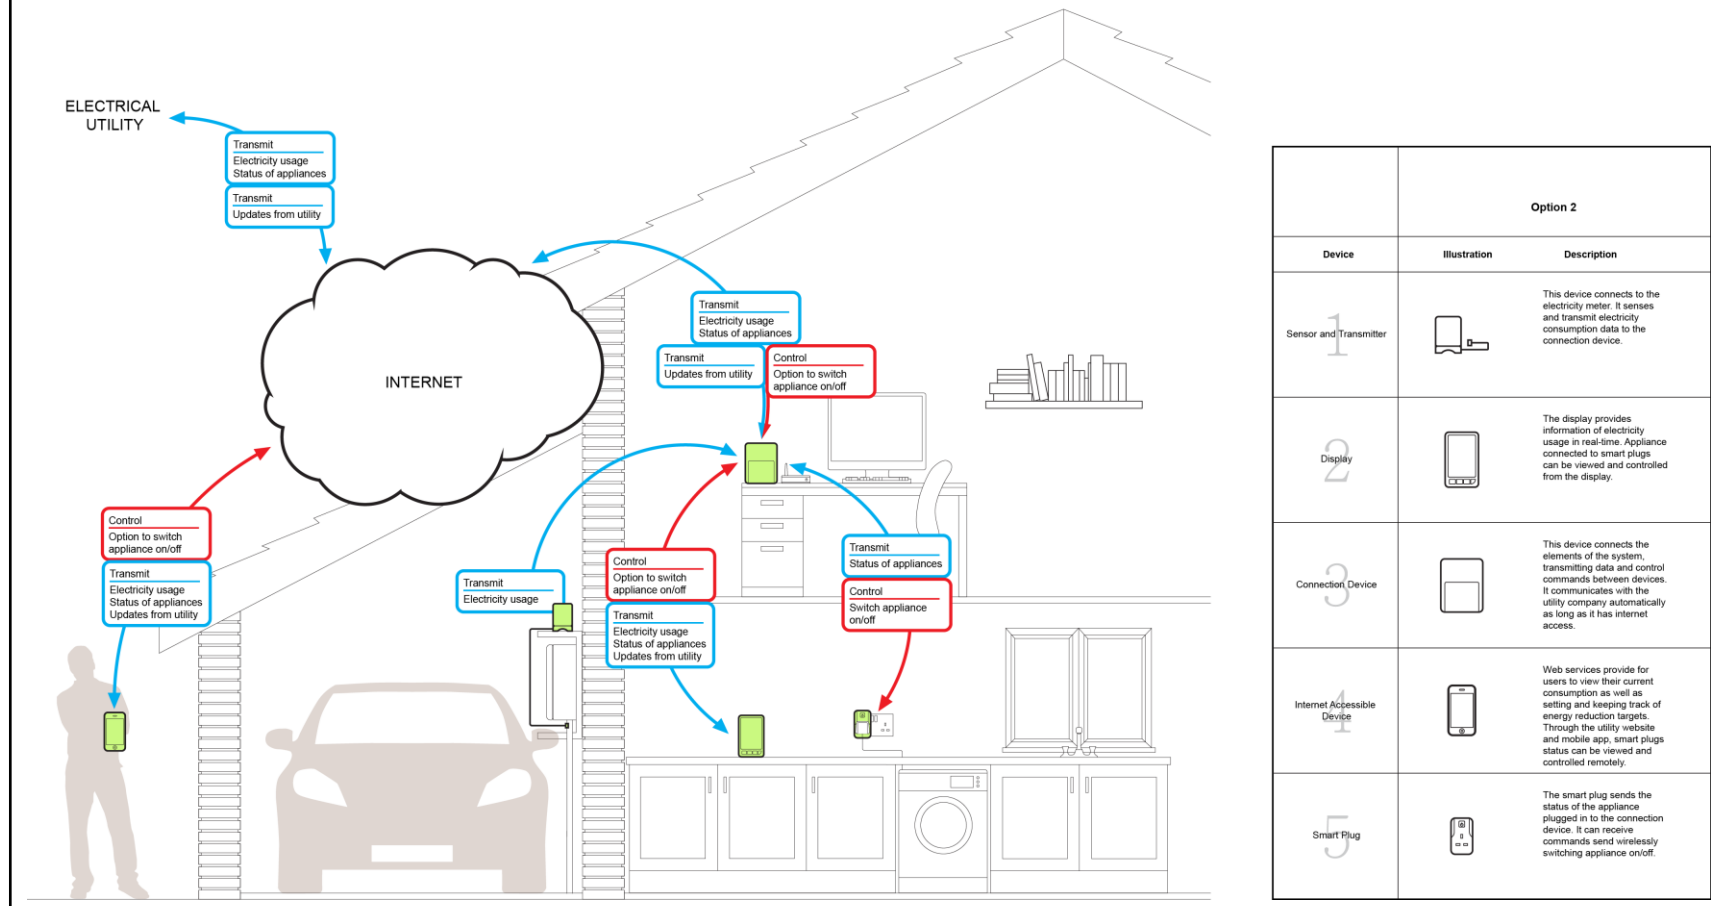 ELECTRICAL
UTILITY
Transmit
Electricity usage
Status of appliances
Transmit
Updates from utility
INTERNET
Transmit
Electricity usage
Status of appliances
Transmit
Updates from utility
Control
Option to switch
appliance on/off
Control
Option to switch
appliance on/off
Transmit
Electricity usage
Status of appliances
Updates from utility
Transmit
Electricity usage
Control
Option to switch
appliance on/off
Transmit
Electricity usage
Status of appliances
Updates from utility
Transmit
Status of appliances
Control
Switch appliance
on/off
Option 2
Device
Illustration
Description
1
Sensor and Transmitter
This device connects to the
electricity meter. It senses
and transmit electricity
consumption data to the
connection device.
2
Display
The display provides
information of electricity
usage in real-time. Appliance
connected to smart plugs
can be viewed and controlled
from the display.
3
Connection Device
This device connects the
elements of the system,
transmitting data and control
commands between devices.
It communicates with the
utility company automatically
as long as it has internet
access.
4
Internet Accessible
Device
Web services provide for
users to view their current
consumption as well as
setting and keeping track of
energy reduction targets.
Through the utility website
and mobile app, smart plugs
status can be viewed and
controlled remotely.
5
Smart Plug
The smart plug sends the
status of the appliance
plugged in to the connection
device. It can receive
commands send wirelessly
switching appliance on/off.